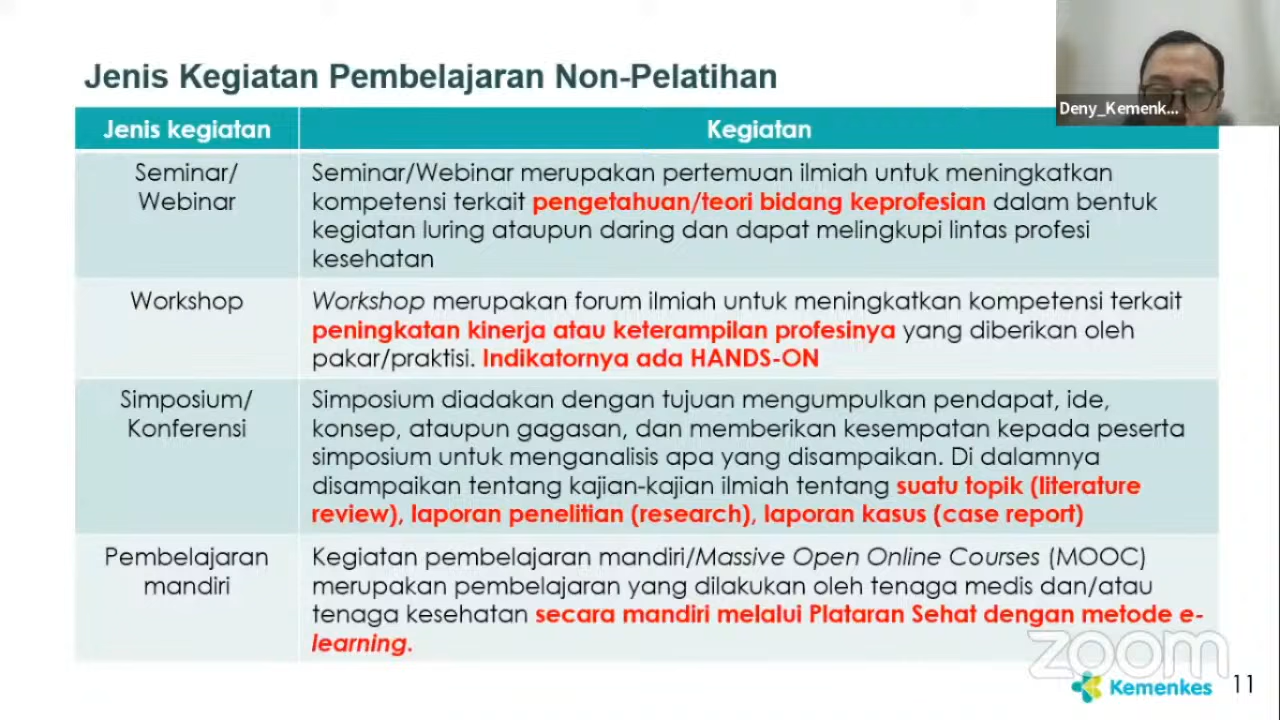 Jenis Kegiatan Pembelajaran Non-Pelatihan
Deny_Kemenk...
Jenis kegiatan
Kegiatan
Seminar/
Webinar
Seminar/Webinar merupakan pertemuan ilmiah untuk meningkatkan
kompetensi terkait pengetahuan/teori bidang keprofesian dalam bentuk
kegiatan luring ataupun daring dan dapat melingkupi lintas profesi
kesehatan
Workshop
Workshop merupakan forum ilmiah untuk meningkatkan kompetensi terkait
peningkatan kinerja atau keterampilan profesinya yang diberikan oleh
pakar/praktisi. Indikatornya ada HANDS-ON
Simposium/
Konferensi
Simposium diadakan dengan tujuan mengumpulkan pendapat, ide,
konsep, ataupun gagasan, dan memberikan kesempatan kepada peserta
simposium untuk menganalisis apa yang disampaikan. Di dalamnya
disampaikan tentang kajian-kajian ilmiah tentang suatu topik (literature
review), laporan penelitian (research), laporan kasus (case report)
Pembelajaran
mandiri
Kegiatan pembelajaran mandiri/Massive Open Online Courses (MOOC)
merupakan pembelajaran yang dilakukan oleh tenaga medis dan/atau
tenaga kesehatan secara mandiri melalui Plataran Sehat dengan metode e-
learning.
zoom
Kemenkes
11